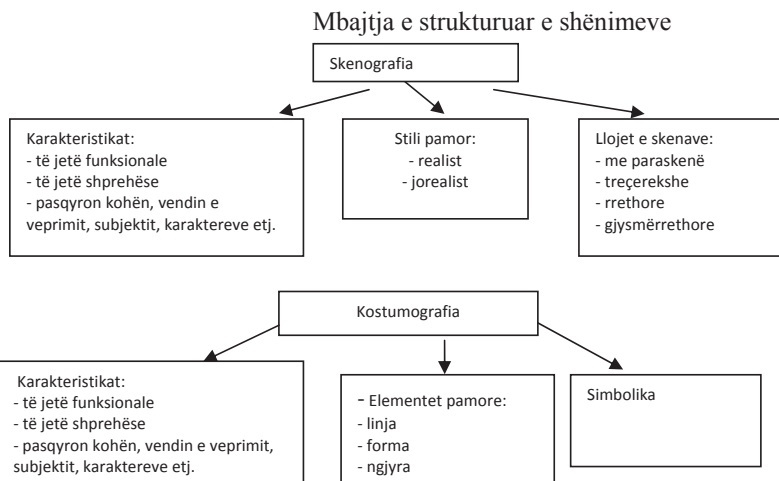 Mbajtja e strukturuar e shënimeve
Skenografia
Karakteristikat:
- të jetë funksionale
- të jetë shprehëse
- pasqyron kohën, vendin e
veprimit, subjektit, karaktereve etj.
Stili pamor:
- realist
- jorealist
Llojet e skenave:
- me paraskenë
- treçerekshe
- rrethore
- gjysmërrethore
Kostumografia
Karakteristikat:
- të jetë funksionale
- të jetë shprehëse
- pasqyron kohën, vendin e veprimit,
subjektit, karaktereve etj.
- Elementet pamore:
- linja
- forma
- ngjyra
Simbolika